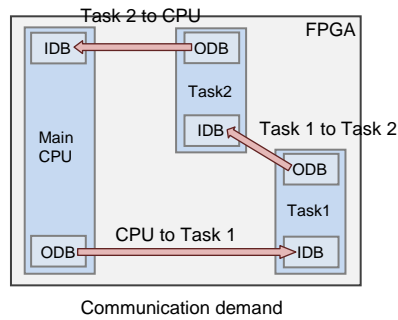 Task 2 to CPU
FPGA
IDB
ODB
Task2
Main
CPU
IDB
Task 1 to Task 2
ODB
Task1
CPU to Task 1
ODB
IDB
Communication demand